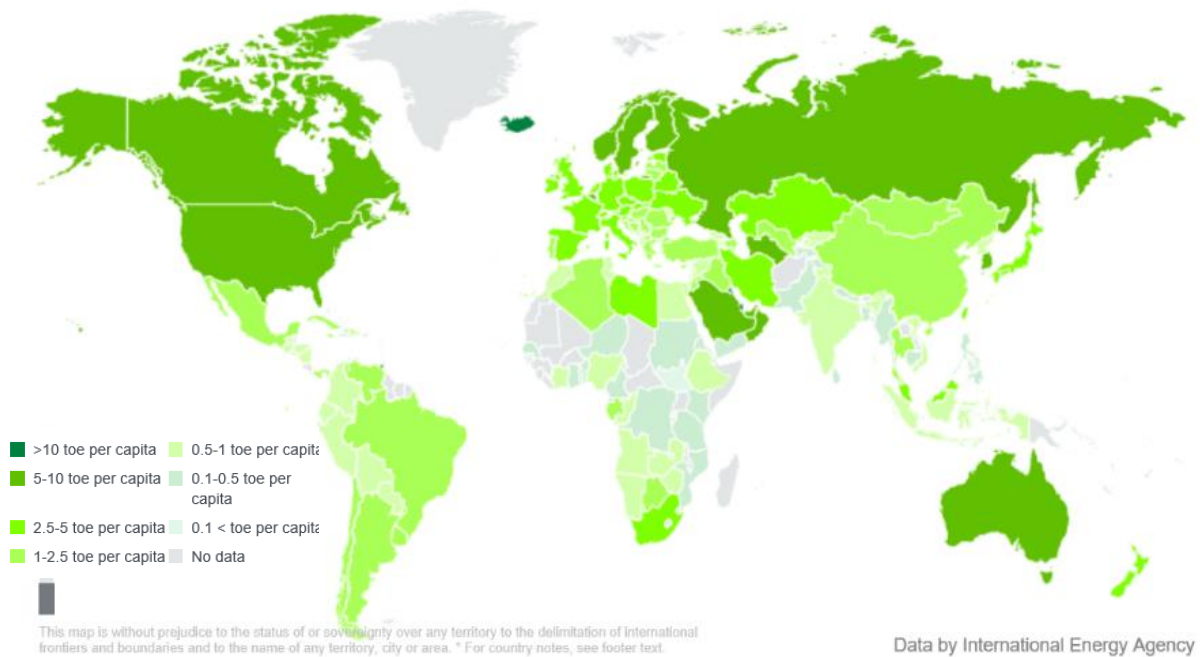 >10 toe per capita
0.5-1 toe per capita
5-10 toe per capita
0.1-0.5 toe per
capita
2.5-5 toe per capita
0.1 < toe per capita
1-2.5 toe per capita
No data
This map is without prejudice to the status of or sovereignty over any territory to the delimitation of international
frontiers and boundaries and to the name of any territory, city or area. * For country notes, see footer text.
Data by International Energy Agency